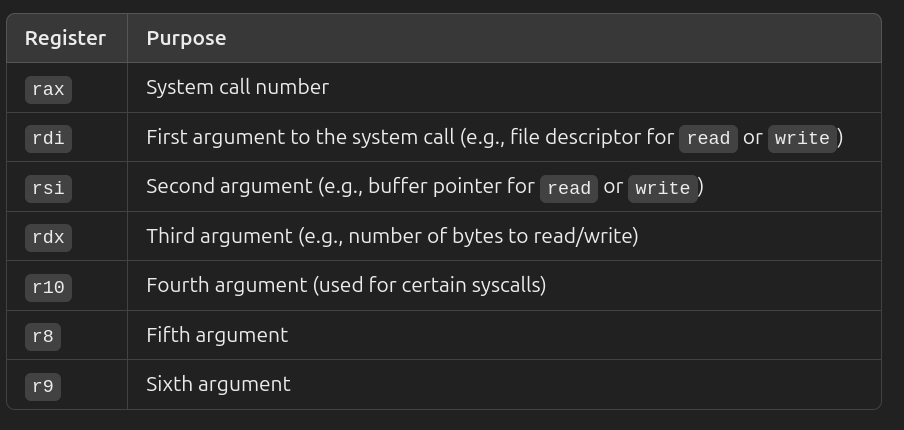 Register Purpose
rax System call number
rdi First argument to the system call (e.g., file descriptor for read or write)
rsi Second argument (e.g., buffer pointer for read or write)
rdx Third argument (e.g., number of bytes to read/write)
r10 Fourth argument (used for certain syscalls)
r8 Fifth argument
r9 Sixth argument